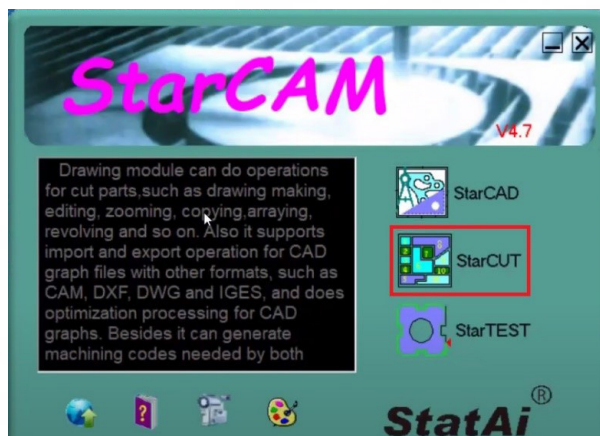 StarCAM
V4.7
Drawing module can do operations
for cut parts,such as drawing making,
editing, zooming, copying,arraying,
revolving and so on. Also it supports
import and export operation for CAD
graph files with other formats, such as
CAM, DXF, DWG and IGES, and does
optimization processing for CAD
graphs. Besides it can generate
machining codes needed by both
StarCAD
StarCUT
StarTEST
StatAi®